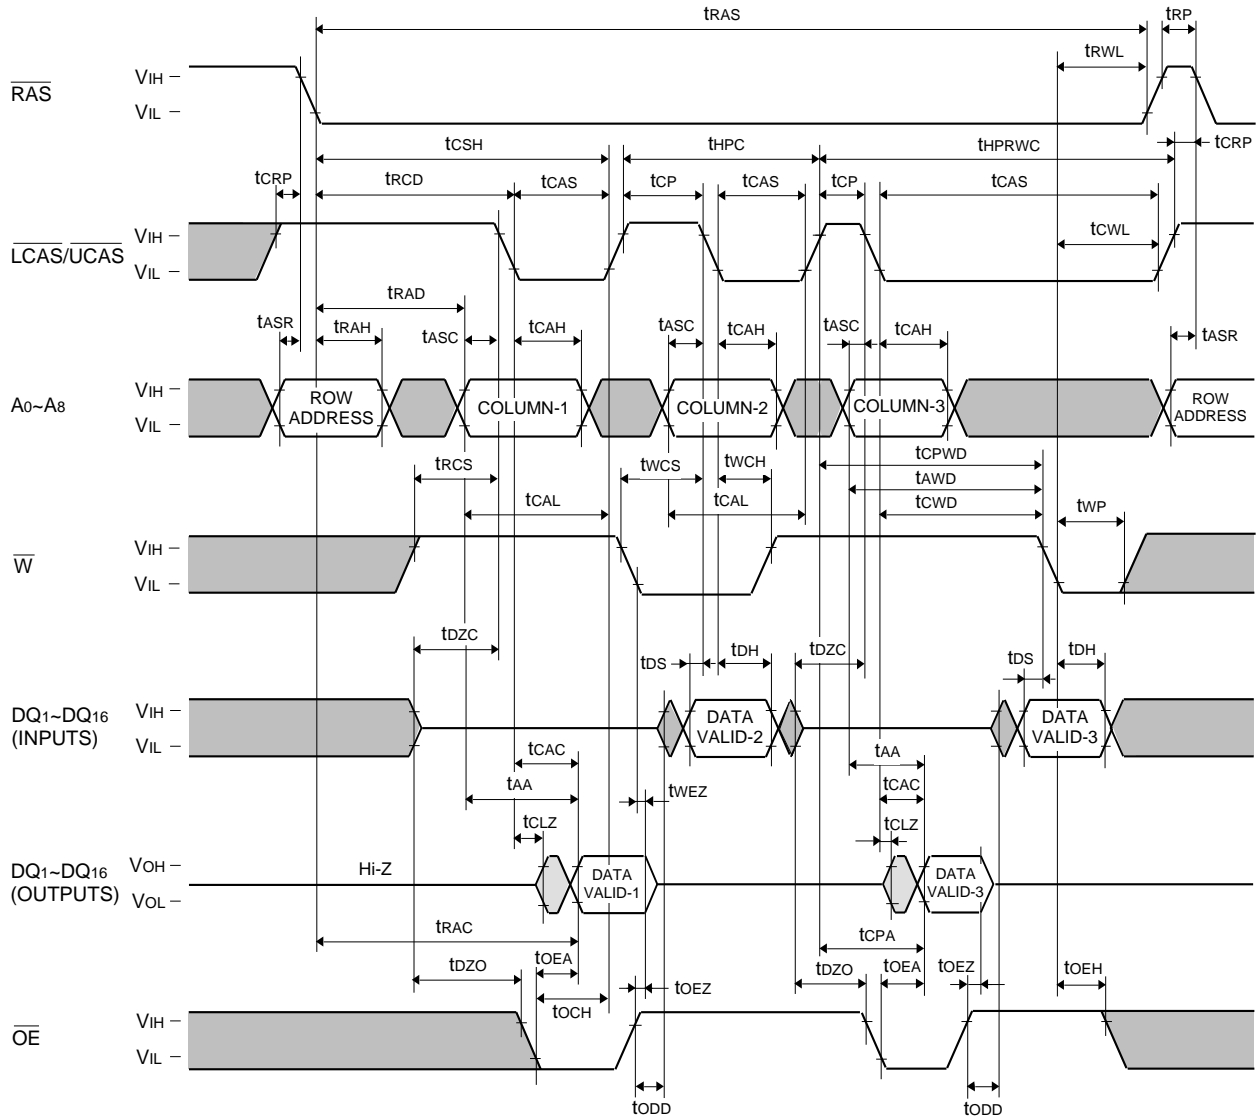 tRAS tRP
tRWL
RAS
VIH
VIL
tCSH tHPC tHPRWC tCRP
tCRP tRCD tCAS tCP tCAS tCP tCAS
LCAS/UCAS
VIH
VIL
tCWL
tRAD
tASR tRAH tASC tCAH tASC tCAH tASC tCAH tASR
A0~A8
VIH
VIL
ROW ADDRESS COLUMN-1 COLUMN-2 COLUMN-3 ROW ADDRESS
tRCS tWCS tWCH tCPWD
tAWD
tCAL tCAL tCWD tWP
W
VIH
VIL
tDZC tDS tDH tDZC tDS tDH
DQ1~DQ16
(INPUTS)
VIH
VIL
DATA VALID-2 DATA VALID-3
tCAC tAA
tAA tWEZ tCAC
tCLZ tCLZ
DQ1~DQ16
(OUTPUTS)
VOH
VOL
Hi-Z DATA VALID-1 DATA VALID-3
tRAC tCPA
tDZO tOEA tOEZ tDZO tOEA tOEZ tOEH
tOCH
OE
VIH
VIL
tODD tODD